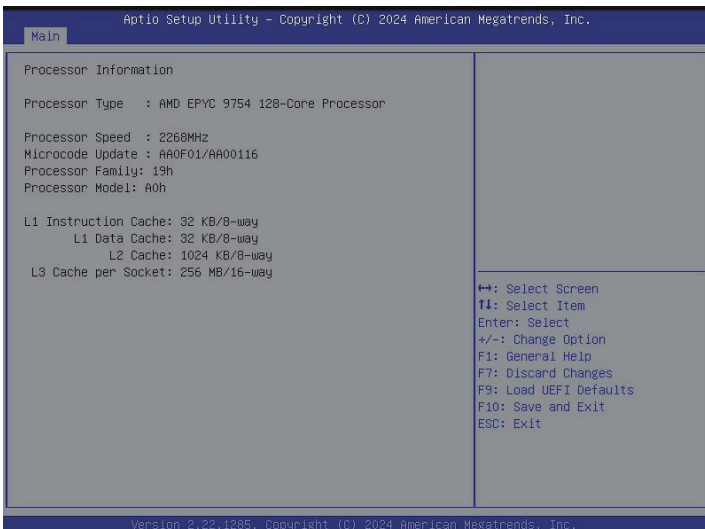 Aptio Setup Utility – Copyright (C) 2024 American Megatrends, Inc.
Main
Processor Information
Processor Type : AMD EPYC 9754 128-Core Processor
Processor Speed : 2268MHz
Microcode Update : AA0F01/AA00116
Processor Family: 19h
Processor Model: A0h
L1 Instruction Cache: 32 KB/8-way
L1 Data Cache: 32 KB/8-way
L2 Cache: 1024 KB/8-way
L3 Cache per Socket: 256 MB/16-way
↔: Select Screen
↑↓: Select Item
Enter: Select
+/-: Change Option
F1: General Help
F7: Discard Changes
F9: Load UEFI Defaults
F10: Save and Exit
ESC: Exit
Version 2.22.1285. Copyright (C) 2024 American Megatrends, Inc.